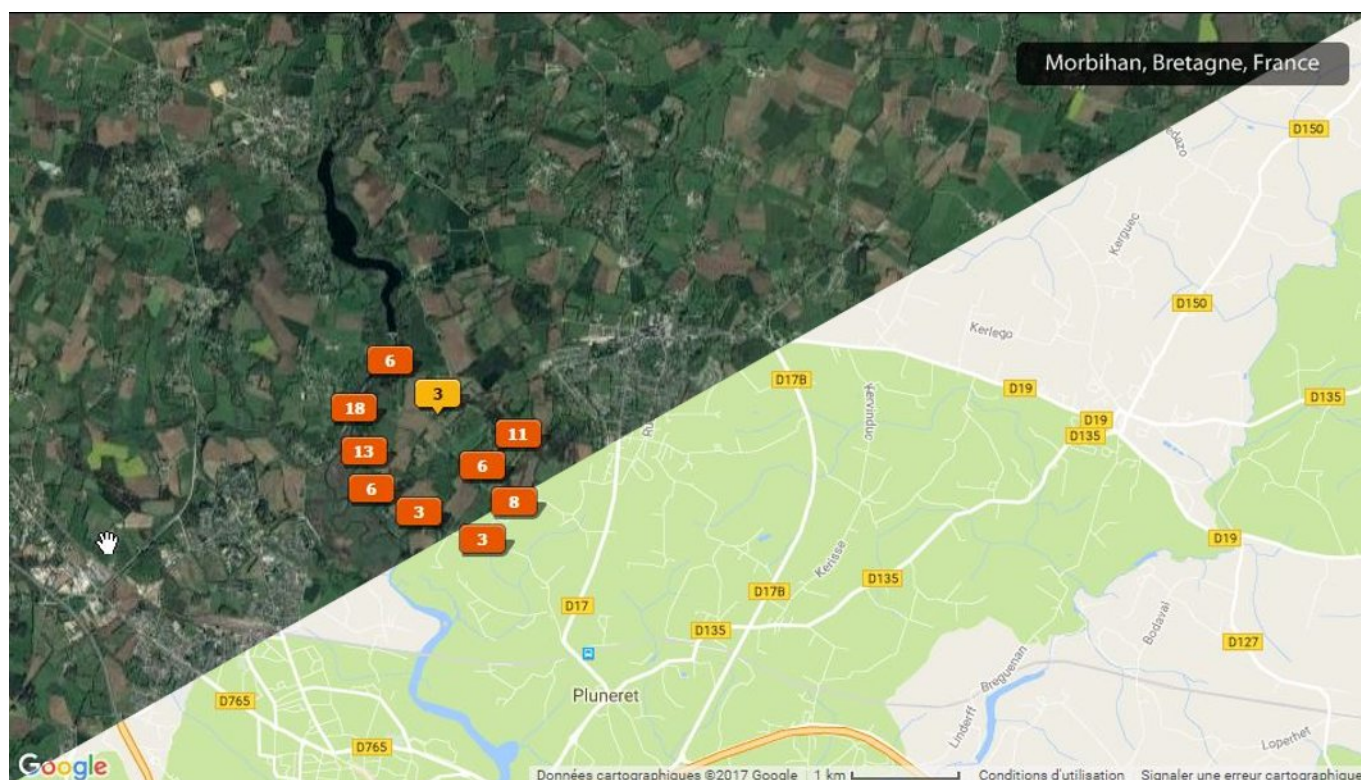 Morbihan, Bretagne, France
D150
Kerguec
D150
Kerlego
6
3
18
11
13
6
6
8
3
3
D17B
Kervinduc
D19
D135
D19
D135
D19
Kerisse
D135
D17
D17B
D135
D127
Bodaval
Breguenan
Linderff
Pluneret
D765
D765
Loperhet
Google
Données cartographiques ©2017 Google
1 km
Conditions d'utilisation
Signaler une erreur cartographique